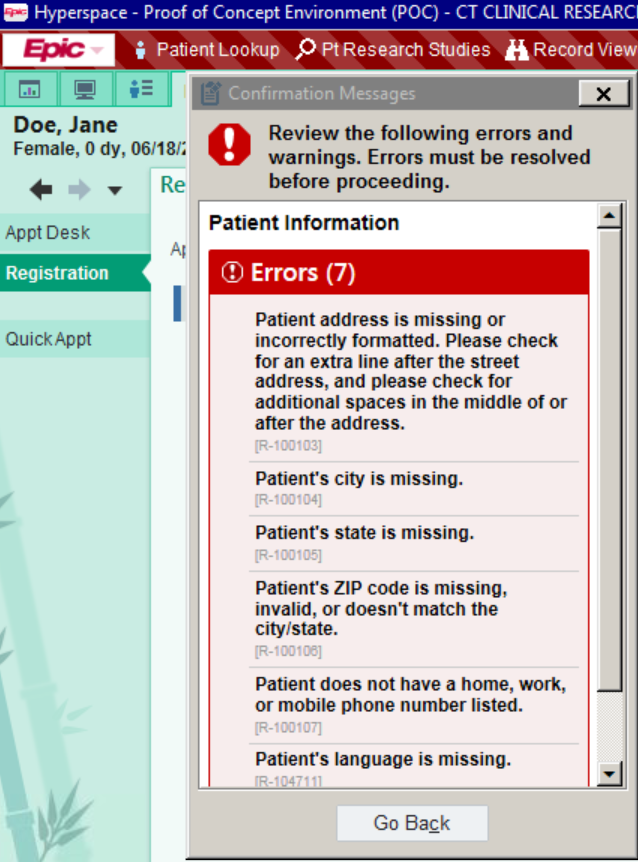 Epic Hyperspace - Proof of Concept Environment (POC) - CT CLINICAL RESEARC
Epic Patient Lookup Pt Research Studies Record View
Confirmation Messages
Doe, Jane
Female, 0 dy, 06/18/2
Review the following errors and
warnings. Errors must be resolved
before proceeding.
Re
Appt Desk
Ap
Registration
Quick Appt
Patient Information
Errors (7)
Patient address is missing or
incorrectly formatted. Please check
for an extra line after the street
address, and please check for
additional spaces in the middle of or
after the address.
[R-100103]
Patient's city is missing.
[R-100104]
Patient's state is missing.
[R-100105]
Patient's ZIP code is missing,
invalid, or doesn't match the
city/state.
[R-100106]
Patient does not have a home, work,
or mobile phone number listed.
[R-100107]
Patient's language is missing.
[R-104711]
Go Back